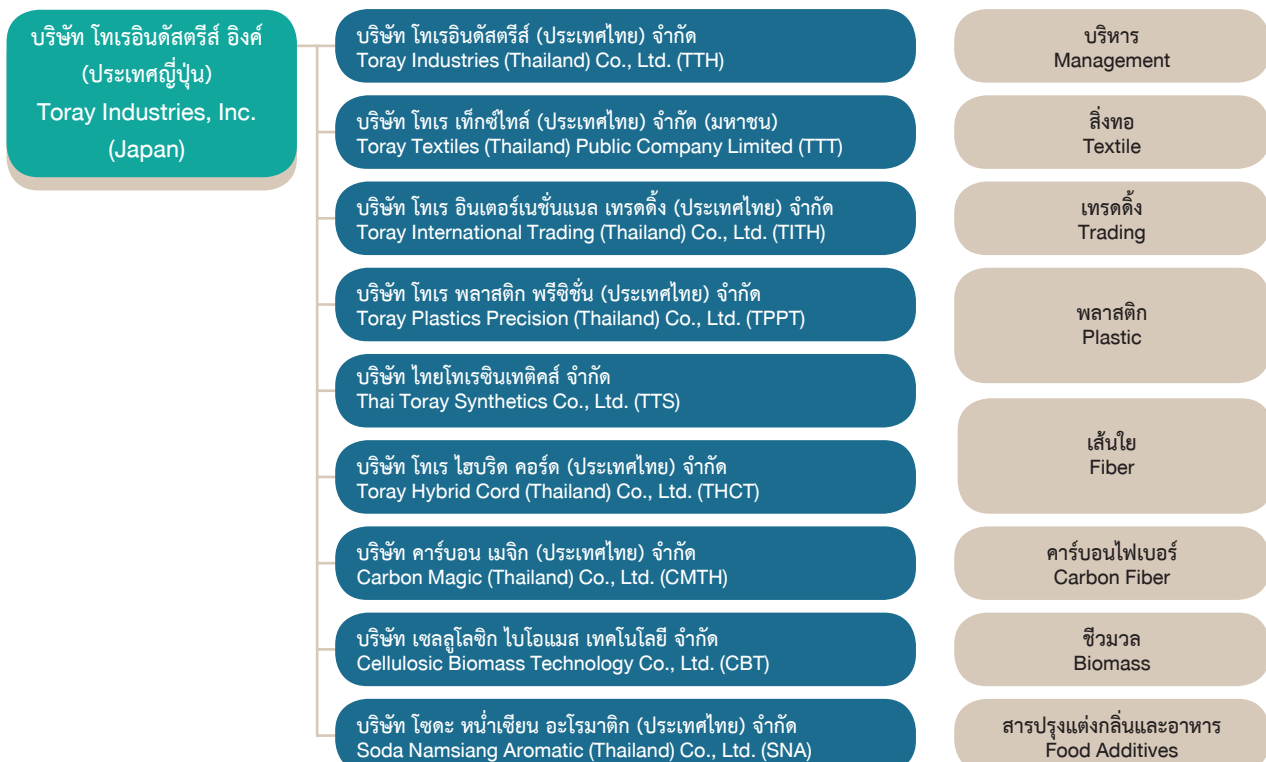 บริษัท โทเรอินดัสตรีส์ อิงค์
(ประเทศญี่ปุ่น)
Toray Industries, Inc.
(Japan)
บริษัท โทเรอินดัสตรีส์ (ประเทศไทย) จำกัด
Toray Industries (Thailand) Co., Ltd. (TTH)
บริหาร
Management
บริษัท โทเร เท็กซ์ไทล์ (ประเทศไทย) จำกัด (มหาชน)
Toray Textiles (Thailand) Public Company Limited (TTT)
สิ่งทอ
Textile
บริษัท โทเร อินเตอร์เนชั่นแนล เทรดดิ้ง (ประเทศไทย) จำกัด
Toray International Trading (Thailand) Co., Ltd. (TITH)
เทรดดิ้ง
Trading
บริษัท โทเร พลาสติก พรีซิชั่น (ประเทศไทย) จำกัด
Toray Plastics Precision (Thailand) Co., Ltd. (TPPT)
พลาสติก
Plastic
บริษัท ไทยโทเรซินเทติคส์ จำกัด
Thai Toray Synthetics Co., Ltd. (TTS)
บริษัท โทเร ไฮบริด คอร์ด (ประเทศไทย) จำกัด
Toray Hybrid Cord (Thailand) Co., Ltd. (THCT)
เส้นใย
Fiber
บริษัท คาร์บอน เมจิก (ประเทศไทย) จำกัด
Carbon Magic (Thailand) Co., Ltd. (CMTH)
คาร์บอนไฟเบอร์
Carbon Fiber
บริษัท เซลลูโลซิก ไบโอแมส เทคโนโลยี จำกัด
Cellulosic Biomass Technology Co., Ltd. (CBT)
ชีวมวล
Biomass
บริษัท โซดะ หน่ำเซียน อะโรมาติก (ประเทศไทย) จำกัด
Soda Namsiang Aromatic (Thailand) Co., Ltd. (SNA)
สารปรุงแต่งกลิ่นและอาหาร
Food Additives